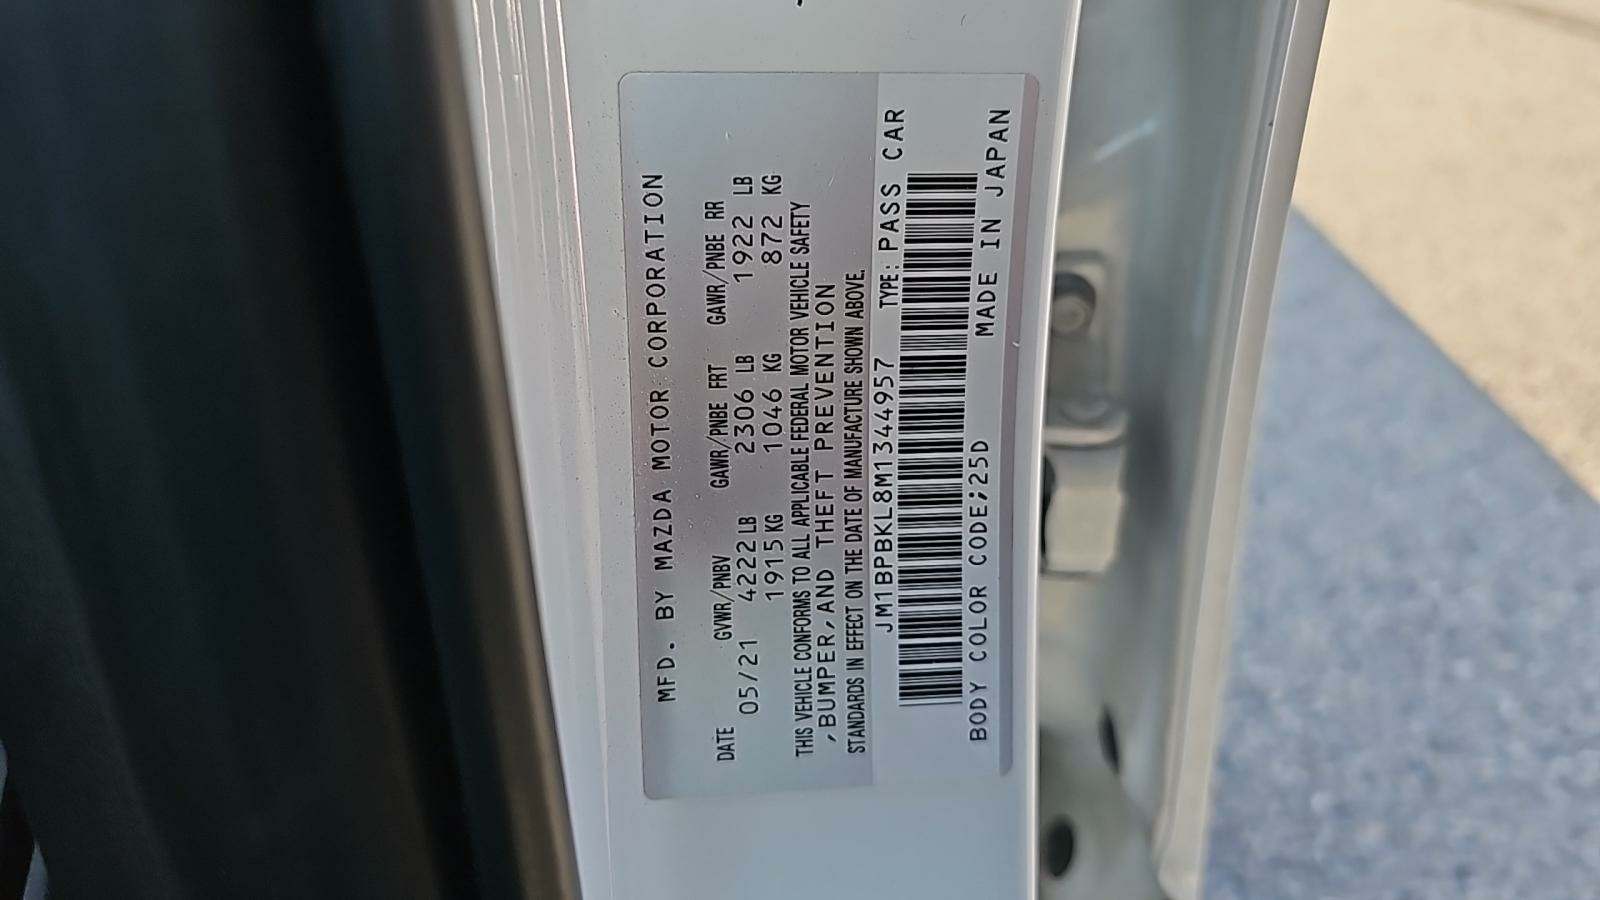 MFD. BY MAZDA MOTOR CORPORATION
DATE GVWR/PNBV GAWR/PNBE FRT GAWR/PNBE RR
05/21 4222 LB 2306 LB 1922 LB
1915 KG 1046 KG 872 KG
THIS VEHICLE CONFORMS TO ALL APPLICABLE FEDERAL MOTOR VEHICLE SAFETY
,BUMPER,AND THEFT PREVENTION
STANDARDS IN EFFECT ON THE DATE OF MANUFACTURE SHOWN ABOVE.
JM1BPBKL8M1344957 TYPE: PASS CAR
BODY COLOR CODE;25D MADE IN JAPAN